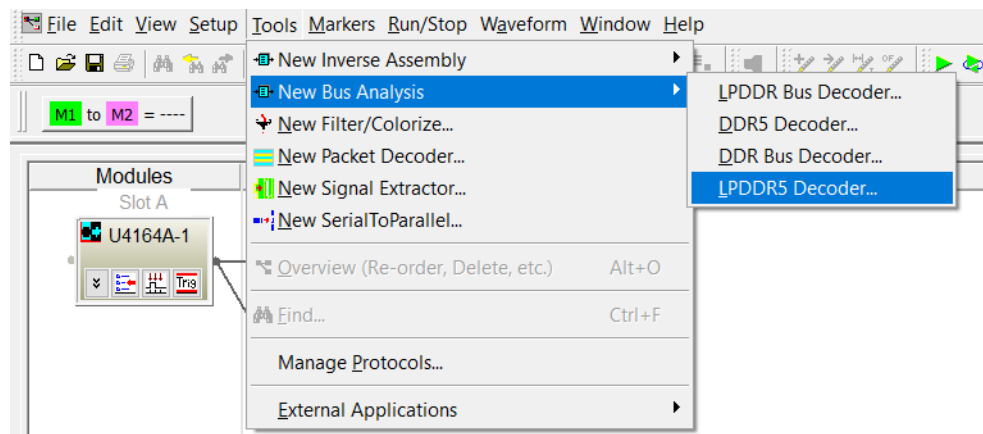 File Edit View Setup Tools Markers Run/Stop Waveform Window Help
M1 to M2 = ----
New Inverse Assembly
New Bus Analysis
New Filter/Colorize...
New Packet Decoder...
New Signal Extractor...
New SerialToParallel...
Overview (Re-order, Delete, etc.) Alt+O
Find... Ctrl+F
Manage Protocols...
External Applications
LPDDR Bus Decoder...
DDR5 Decoder...
DDR Bus Decoder...
LPDDR5 Decoder...
Modules
Slot A
U4164A-1
Trig